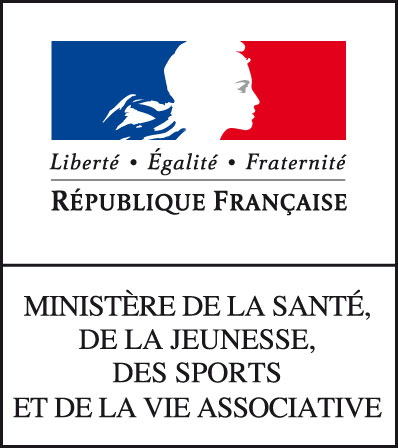 Liberté • Égalité • Fraternité
RÉPUBLIQUE FRANÇAISE
MINISTÈRE DE LA SANTÉ,
DE LA JEUNESSE,
DES SPORTS
ET DE LA VIE ASSOCIATIVE